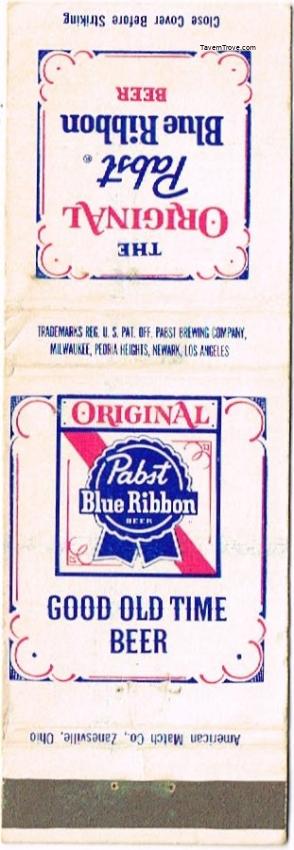 Close Cover Before Striking
TavernTrove.com
THE
ORIGINAL
Pabst®
Blue Ribbon
BEER
TRADEMARKS REG. U. S. PAT. OFF. PABST BREWING COMPANY,
MILWAUKEE, PEORIA HEIGHTS, NEWARK, LOS ANGELES
ORIGINAL
Pabst
Blue Ribbon
BEER
GOOD OLD TIME
BEER
American Match Co., Zanesville, Ohio